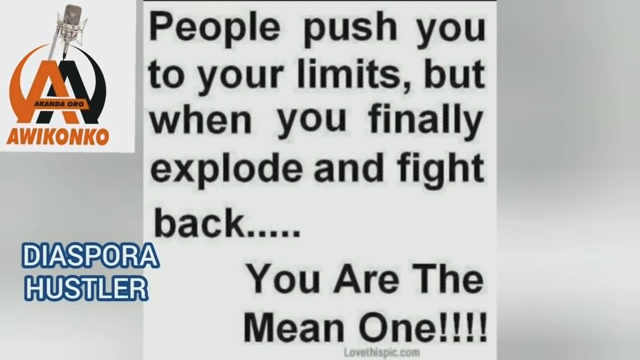 AKANDA ORO
AWIKONKO
People push you
to your limits, but
when you finally
explode and fight
back.....
You Are The
Mean One!!!!
Lovethispic.com
DIASPORA
HUSTLER